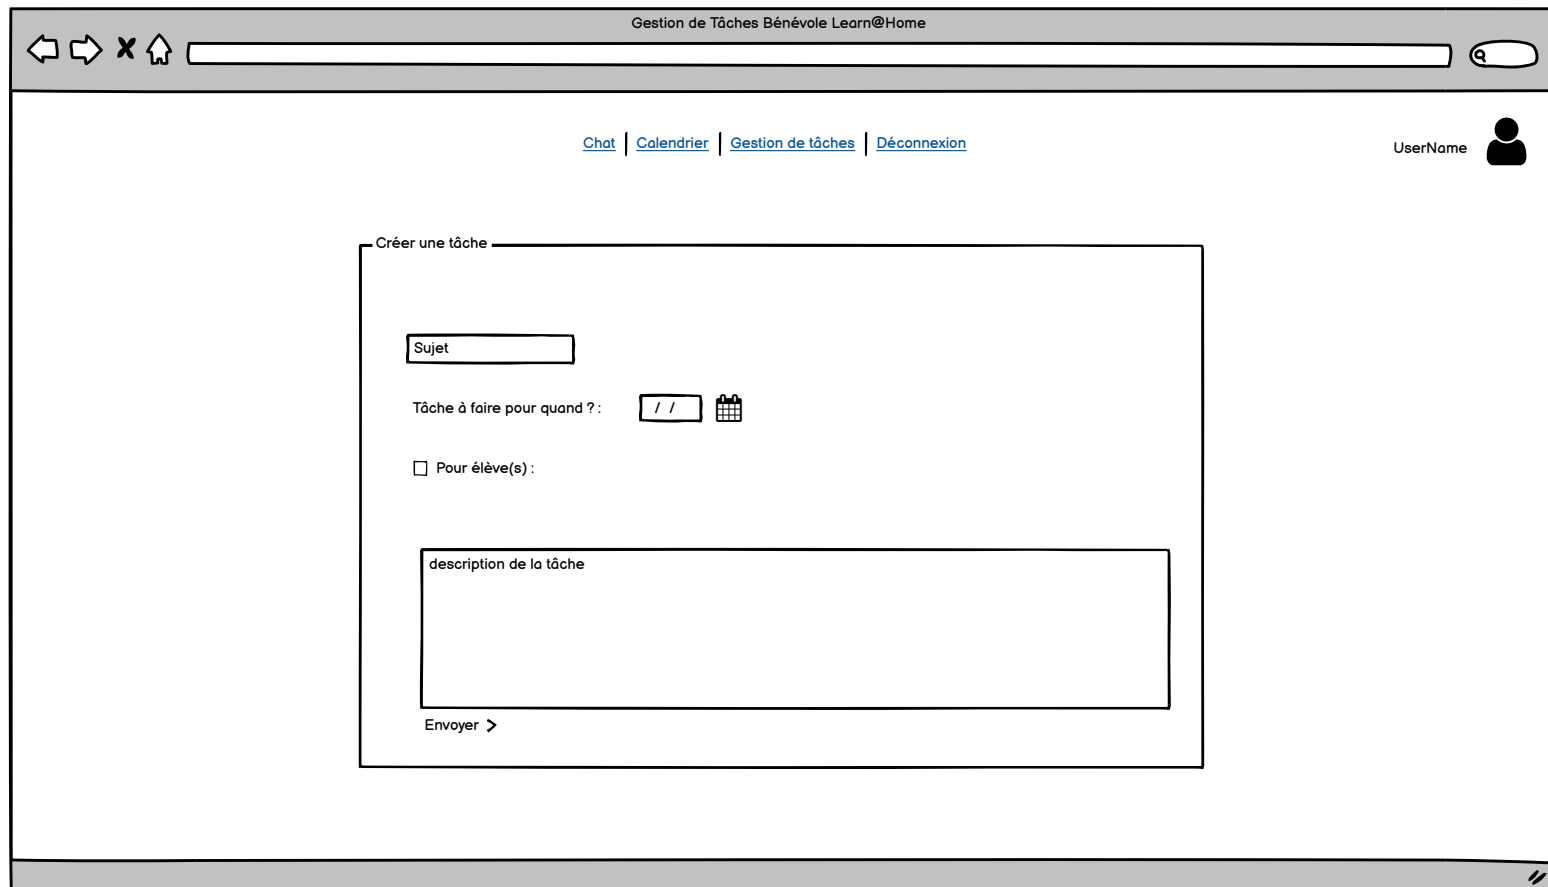 Gestion de Tâches Bénévole Learn@Home
Chat Calendrier Gestion de tâches Déconnexion
UserName
Créer une tâche
Sujet
Tâche à faire pour quand ? : / /
Pour élève(s) :
description de la tâche
Envoyer